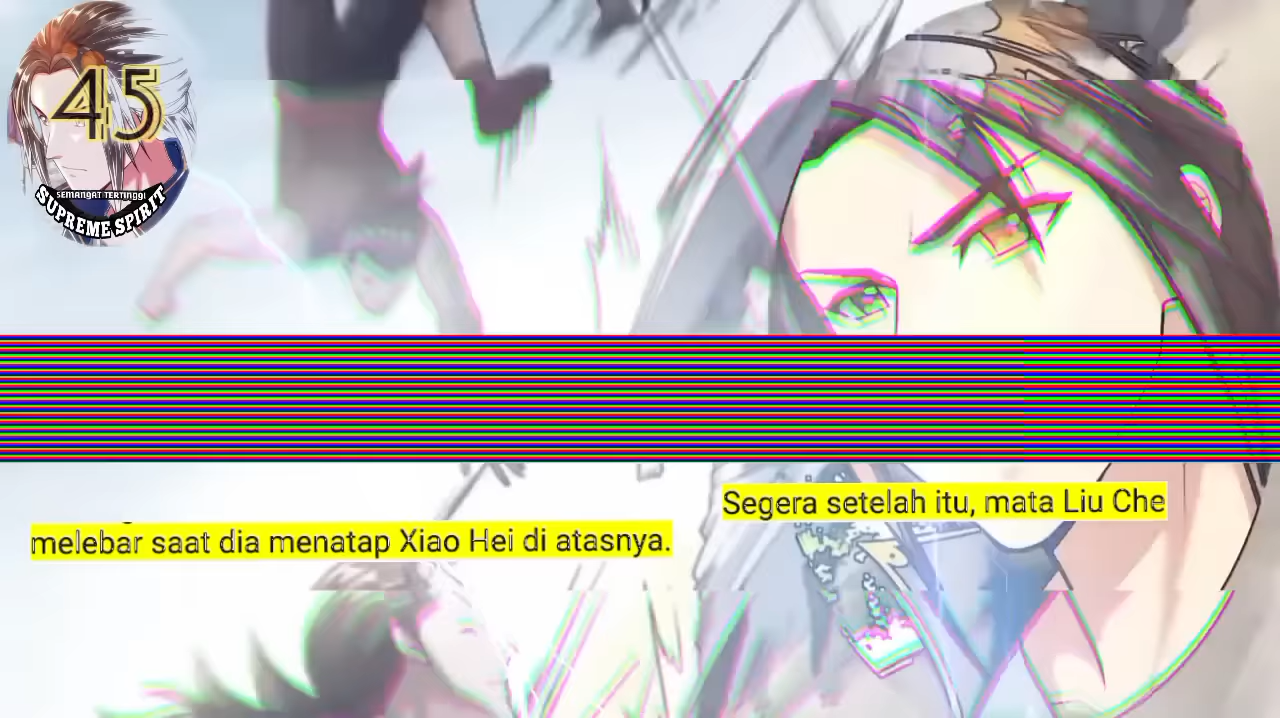 45
SEMANGAT TERTINGGI
SUPREME SPIRIT
Segera setelah itu, mata Liu Che
melebar saat dia menatap Xiao Hei di atasnya.